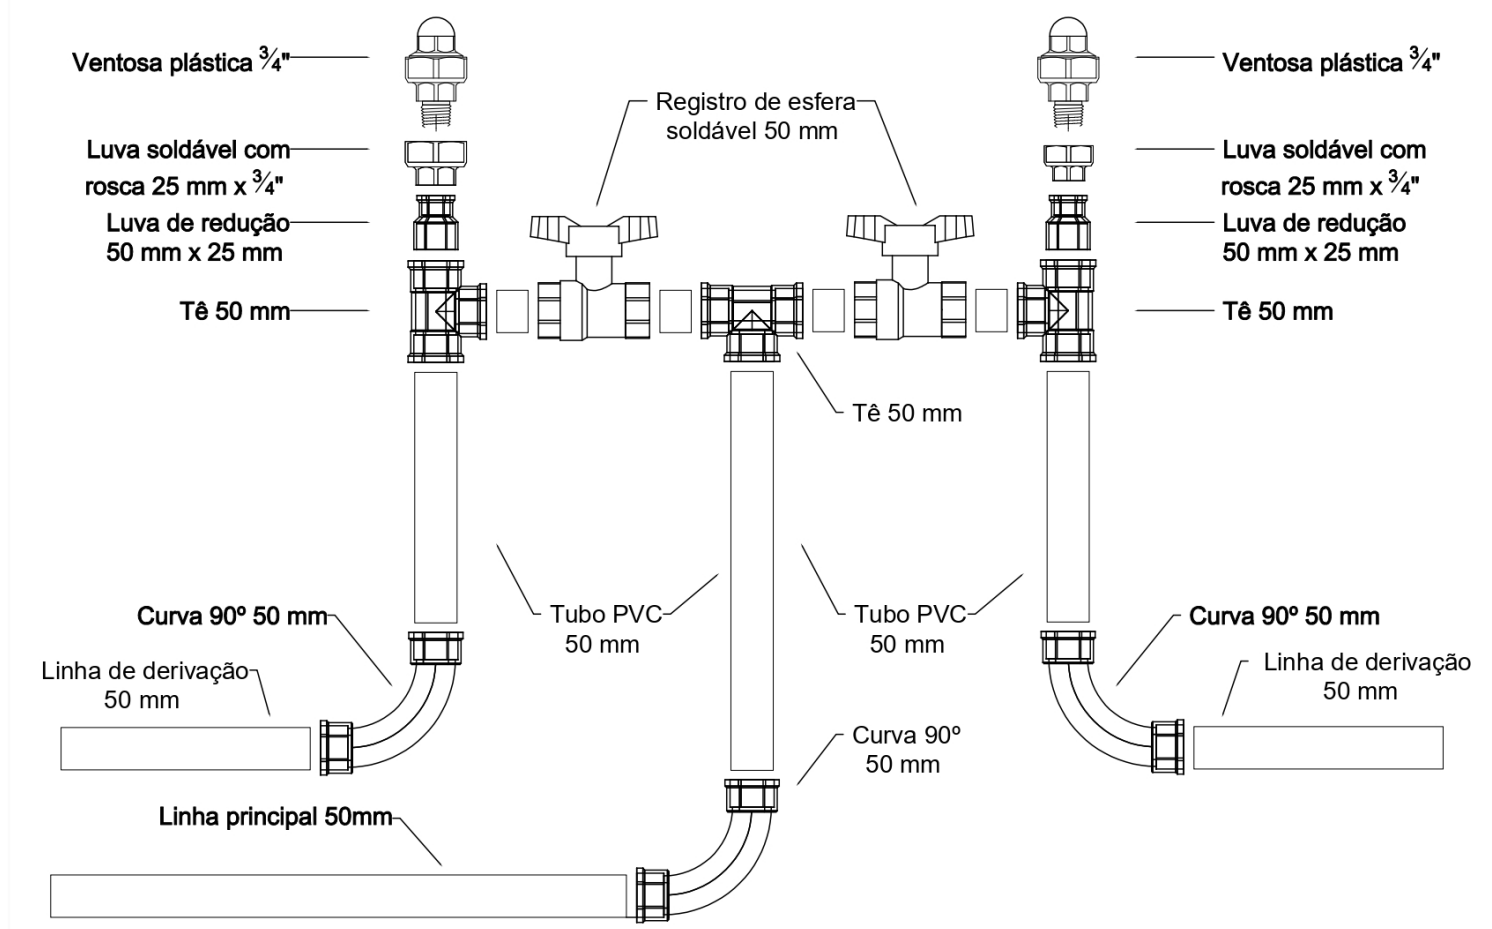 Ventosa plástica ¾"
Ventosa plástica ¾"
Registro de esfera
soldável 50 mm
Luva soldável com
rosca 25 mm x ¾"
Luva soldável com
rosca 25 mm x ¾"
Luva de redução
50 mm x 25 mm
Luva de redução
50 mm x 25 mm
Tê 50 mm
Tê 50 mm
Tê 50 mm
Curva 90º 50 mm
Tubo PVC
50 mm
Tubo PVC
50 mm
Curva 90º 50 mm
Linha de derivação
50 mm
Linha de derivação
50 mm
Curva 90º
50 mm
Linha principal 50mm